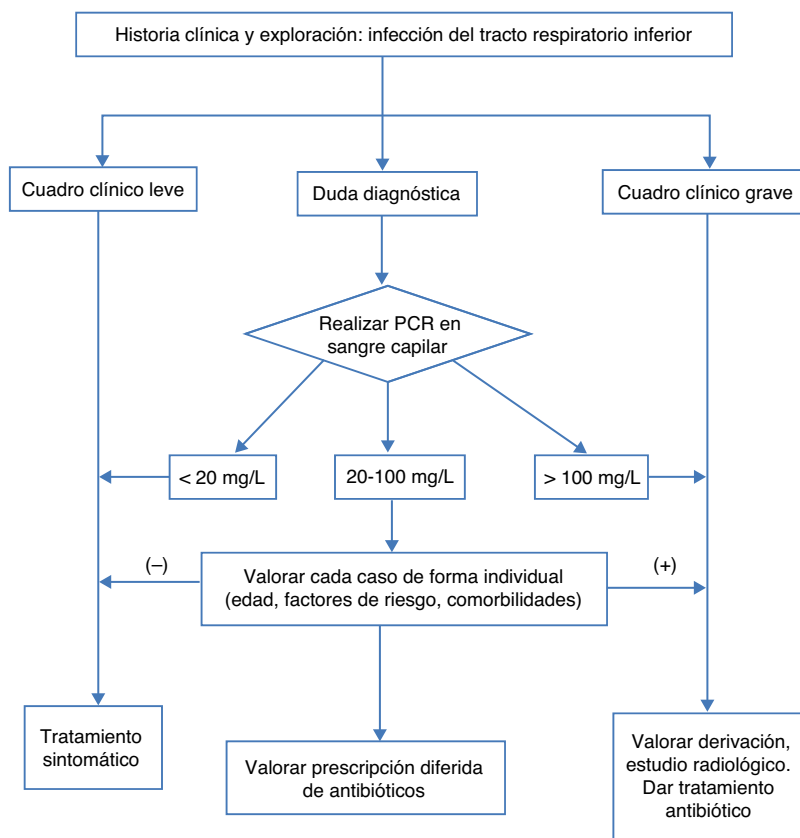 Historia clínica y exploración: infección del tracto respiratorio inferior
Cuadro clínico leve
Duda diagnóstica
Cuadro clínico grave
Realizar PCR en
sangre capilar
< 20 mg/L
20-100 mg/L
> 100 mg/L
(–)
Valorar cada caso de forma individual
(edad, factores de riesgo, comorbilidades)
(+)
Tratamiento
sintomático
Valorar prescripción diferida
de antibióticos
Valorar derivación,
estudio radiológico.
Dar tratamiento
antibiótico